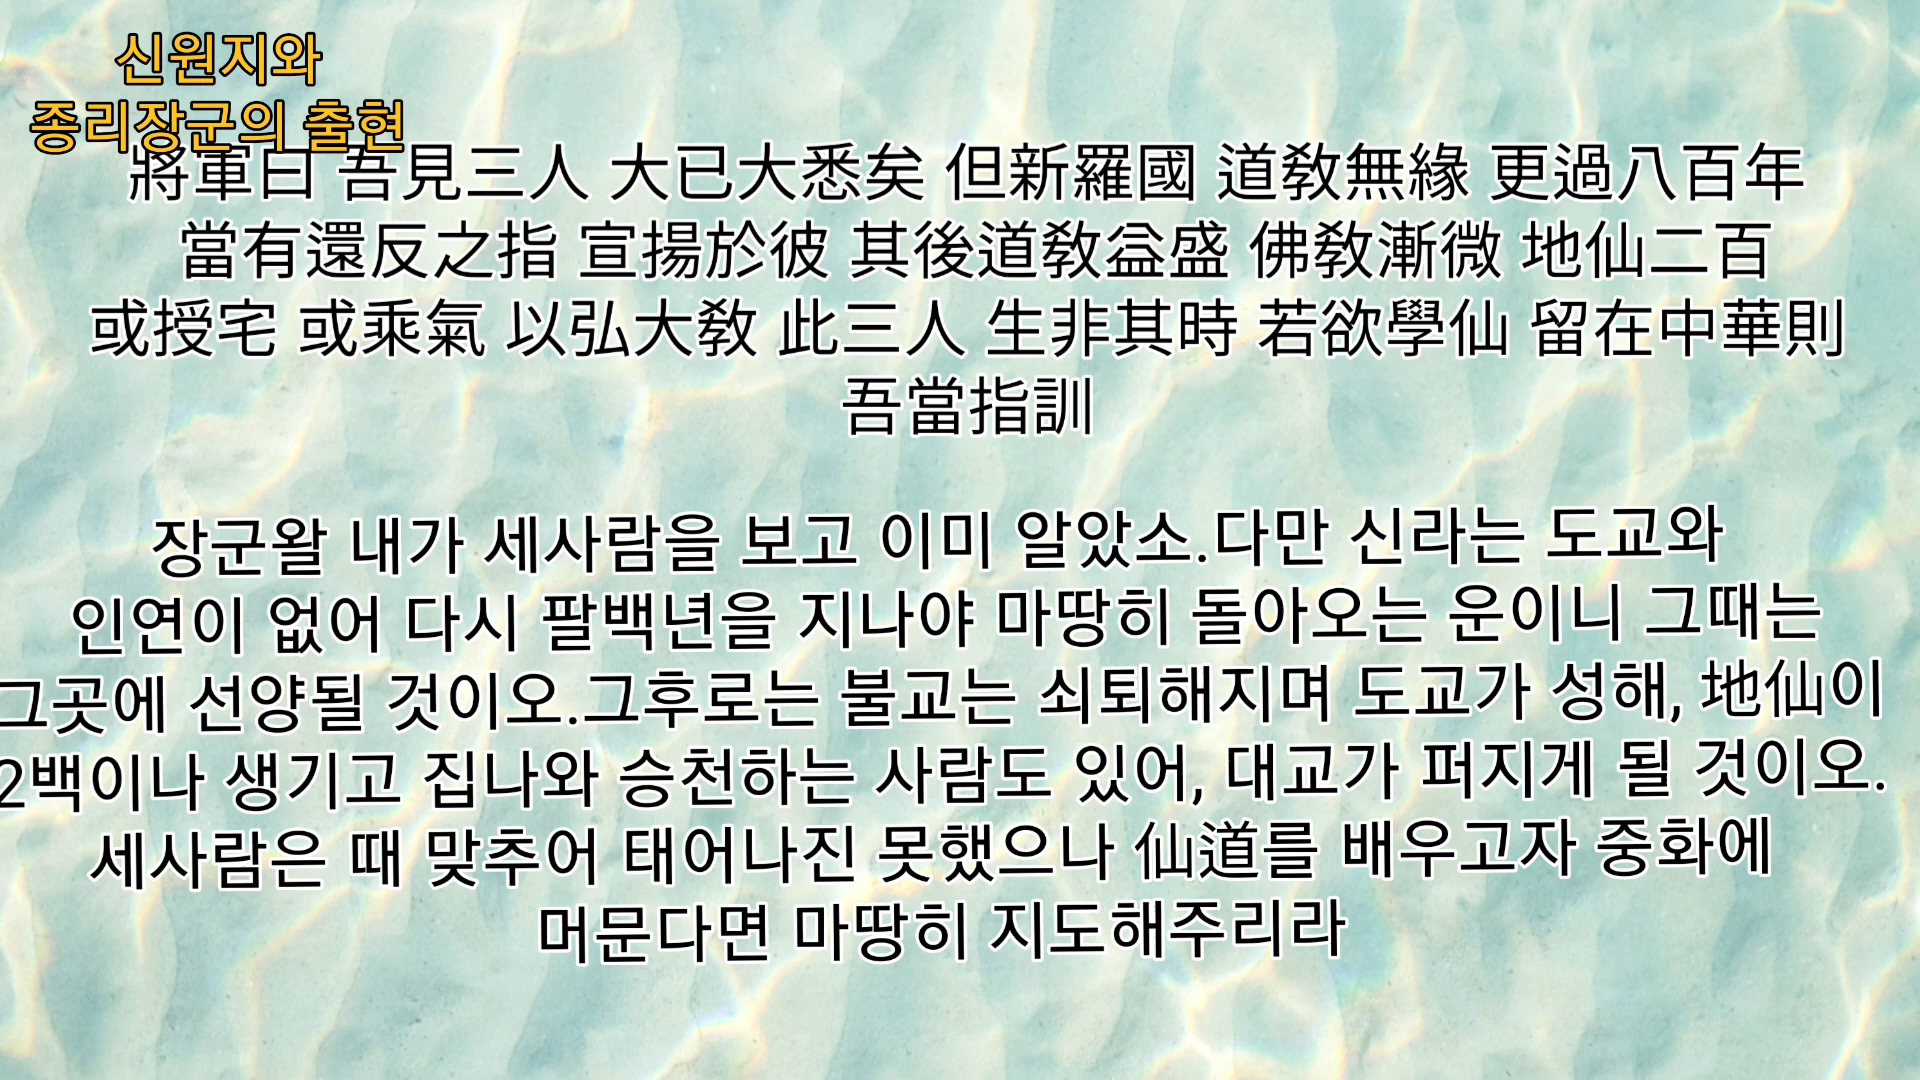 신원지와
종리장군의 출현
將軍曰 吾見三人 大已大悉矣 但新羅國 道敎無緣 更過八百年
當有還反之指 宣揚於彼 其後道敎益盛 佛敎漸微 地仙二百
或授宅 或乘氣 以弘大敎 此三人 生非其時 若欲學仙 留在中華則
吾當指訓
장군왈 내가 세사람을 보고 이미 알았소.다만 신라는 도교와
인연이 없어 다시 팔백년을 지나야 마땅히 돌아오는 운이니 그때는
그곳에 선양될 것이오.그후로는 불교는 쇠퇴해지며 도교가 성해, 地仙이
2백이나 생기고 집나와 승천하는 사람도 있어, 대교가 퍼지게 될 것이오.
세사람은 때 맞추어 태어나진 못했으나 仙道를 배우고자 중화에
머문다면 마땅히 지도해주리라